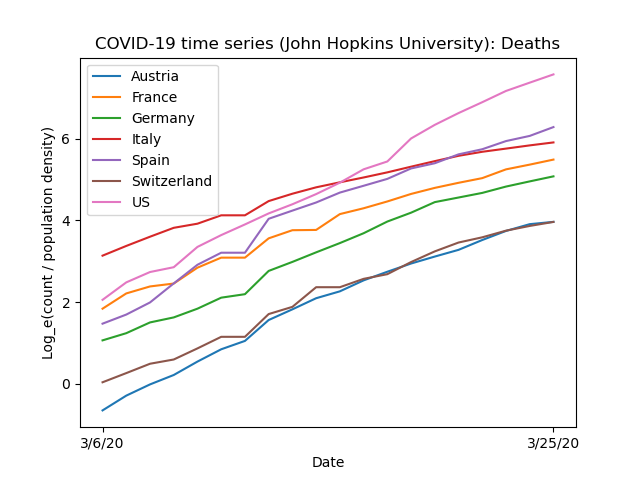 COVID-19 time series (John Hopkins University): Deaths
Austria
France
Germany
Italy
Spain
Switzerland
US
Log_e(count / population density)
6
4
2
0
3/6/20
3/25/20
Date